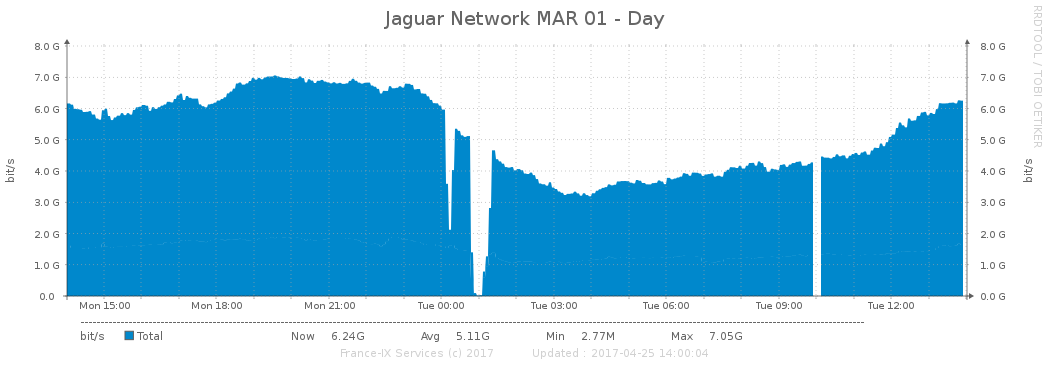 Jaguar Network MAR 01 - Day
RRDTOOL / TOBI OETIKER
bit/s
8.0 G 8.0 G
7.0 G 7.0 G
6.0 G 6.0 G
5.0 G 5.0 G
4.0 G 4.0 G
3.0 G 3.0 G
2.0 G 2.0 G
1.0 G 1.0 G
0.0 0.0 G
bit/s
Mon 15:00 Mon 18:00 Mon 21:00 Tue 00:00 Tue 03:00 Tue 06:00 Tue 09:00 Tue 12:00
bit/s Total Now 6.24G Avg 5.11G Min 2.77M Max 7.05G
France-IX Services (c) 2017 Updated : 2017-04-25 14:00:04